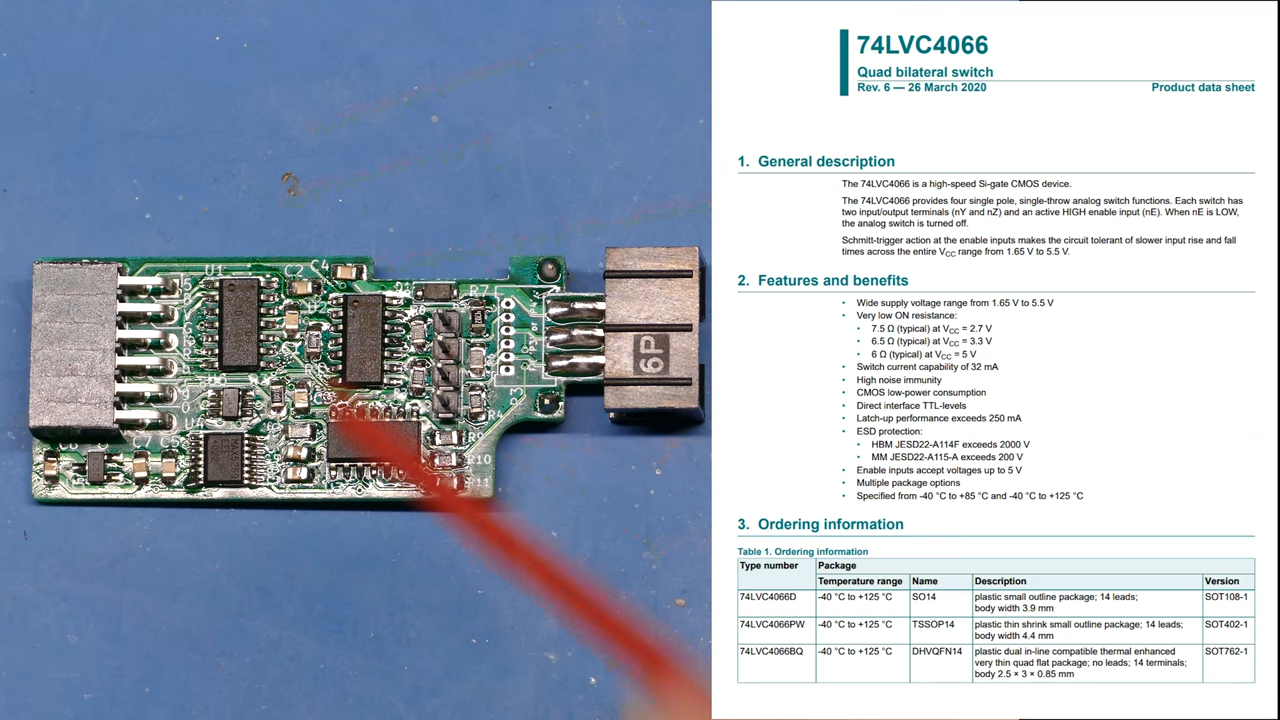 U1
C2
C4
R7
6P
R4
R10
R11
C7
74LVC4066
Quad bilateral switch
Rev. 6 — 26 March 2020 Product data sheet
1. General description
The 74LVC4066 is a high-speed Si-gate CMOS device.
The 74LVC4066 provides four single pole, single-throw analog switch functions. Each switch has
two input/output terminals (nY and nZ) and an active HIGH enable input (nE). When nE is LOW,
the analog switch is turned off.
Schmitt-trigger action at the enable inputs makes the circuit tolerant of slower input rise and fall
times across the entire VCC range from 1.65 V to 5.5 V.
2. Features and benefits
• Wide supply voltage range from 1.65 V to 5.5 V
• Very low ON resistance:
• 7.5 Ω (typical) at VCC = 2.7 V
• 6.5 Ω (typical) at VCC = 3.3 V
• 6 Ω (typical) at VCC = 5 V
• Switch current capability of 32 mA
• High noise immunity
• CMOS low-power consumption
• Direct interface TTL-levels
• Latch-up performance exceeds 250 mA
• ESD protection:
• HBM JESD22-A114F exceeds 2000 V
• MM JESD22-A115-A exceeds 200 V
• Enable inputs accept voltages up to 5 V
• Multiple package options
• Specified from -40 °C to +85 °C and -40 °C to +125 °C
3. Ordering information
Table 1. Ordering information
Type number Package
Temperature range Name Description Version
74LVC4066D -40 °C to +125 °C SO14 plastic small outline package; 14 leads; SOT108-1
body width 3.9 mm
74LVC4066PW -40 °C to +125 °C TSSOP14 plastic thin shrink small outline package; 14 leads; SOT402-1
body width 4.4 mm
74LVC4066BQ -40 °C to +125 °C DHVQFN14 plastic dual in-line compatible thermal enhanced SOT762-1
very thin quad flat package; no leads; 14 terminals;
body 2.5 × 3 × 0.85 mm